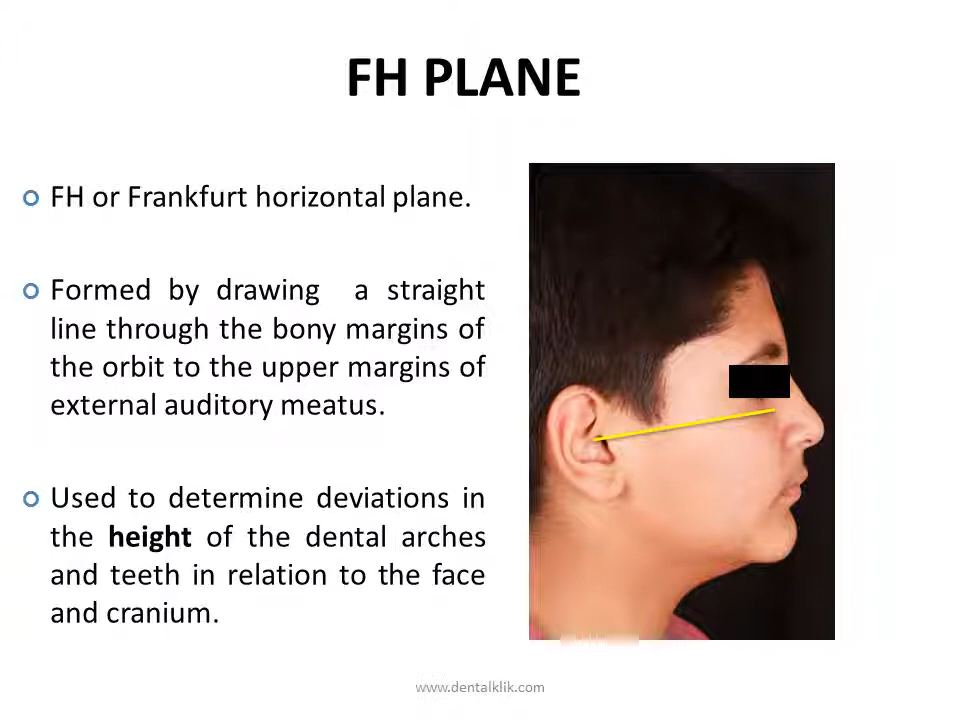 FH PLANE
FH or Frankfurt horizontal plane.
Formed by drawing a straight
line through the bony margins of
the orbit to the upper margins of
external auditory meatus.
Used to determine deviations in
the height of the dental arches
and teeth in relation to the face
and cranium.
www.dentalklik.com